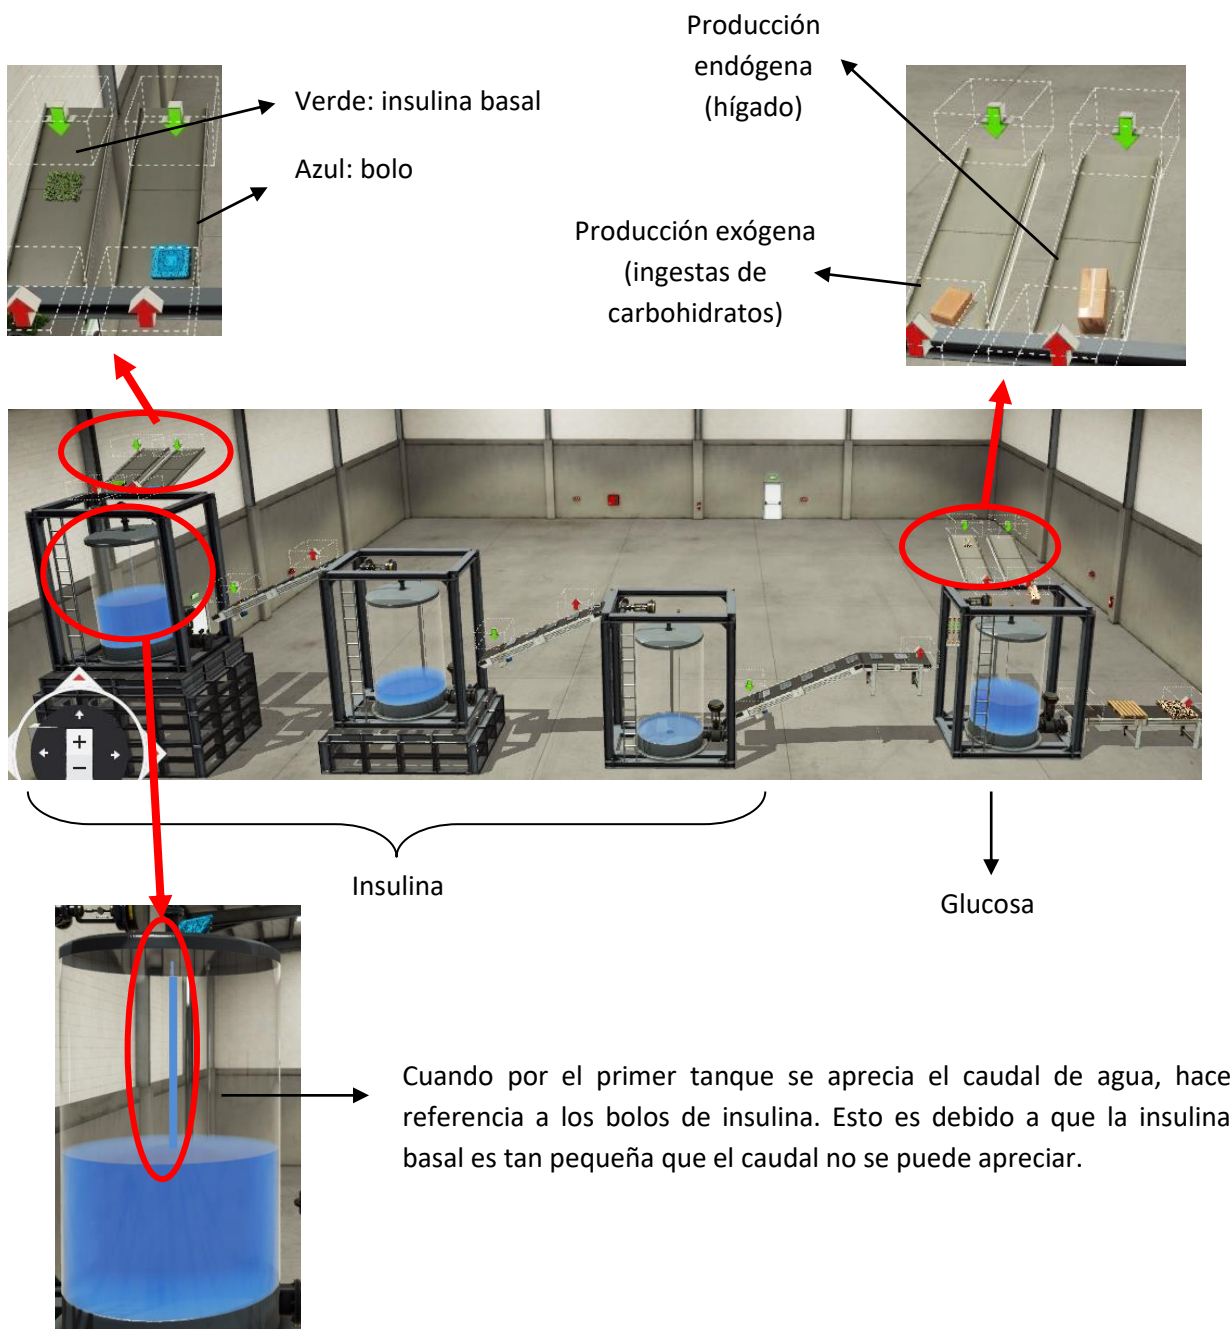 Producción
endógena
(hígado)
Verde: insulina basal
Azul: bolo
Producción exógena
(ingestas de
carbohidratos)
+
−
Insulina
Glucosa
Cuando por el primer tanque se aprecia el caudal de agua, hace
referencia a los bolos de insulina. Esto es debido a que la insulina
basal es tan pequeña que el caudal no se puede apreciar.